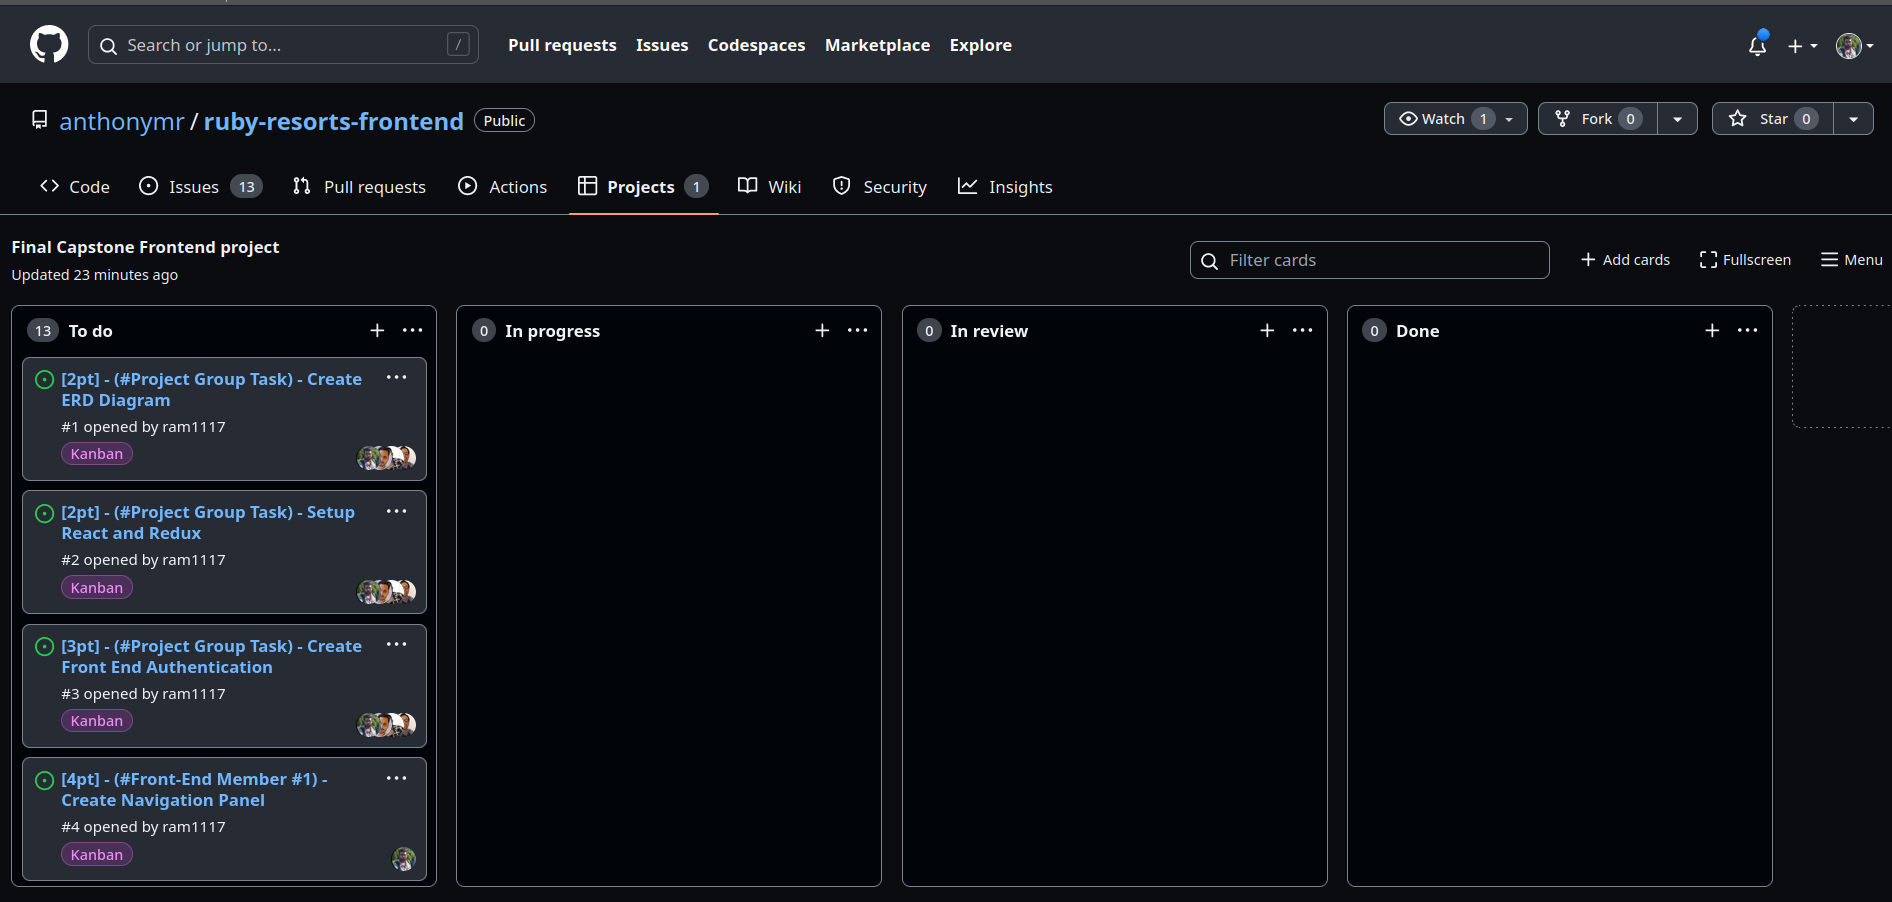 Search or jump to... /
Pull requests Issues Codespaces Marketplace Explore
anthonymr / ruby-resorts-frontend Public
Watch 1 Fork 0 Star 0
Code Issues 13 Pull requests Actions Projects 1 Wiki Security Insights
Final Capstone Frontend project
Updated 23 minutes ago
Filter cards
Add cards Fullscreen Menu
13 To do
[2pt] - (#Project Group Task) - Create
ERD Diagram
#1 opened by ram1117
Kanban
[2pt] - (#Project Group Task) - Setup
React and Redux
#2 opened by ram1117
Kanban
[3pt] - (#Project Group Task) - Create
Front End Authentication
#3 opened by ram1117
Kanban
[4pt] - (#Front-End Member #1) -
Create Navigation Panel
#4 opened by ram1117
Kanban
0 In progress
0 In review
0 Done